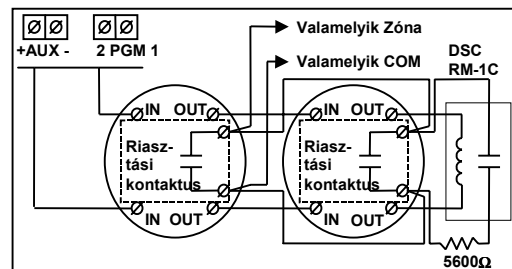 +AUX - 2 PGM 1
Valamelyik Zóna
Valamelyik COM
DSC
RM-1C
IN OUT
Riasz-
tási
kontaktus
IN OUT
IN OUT
Riasz-
tási
kontaktus
IN OUT
5600Ω